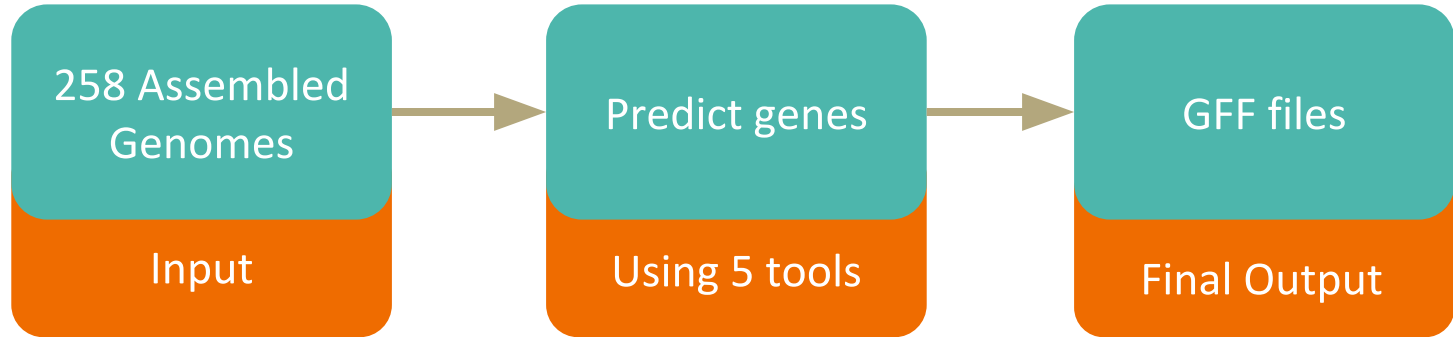 258 Assembled
Genomes
Input
Predict genes
Using 5 tools
GFF files
Final Output